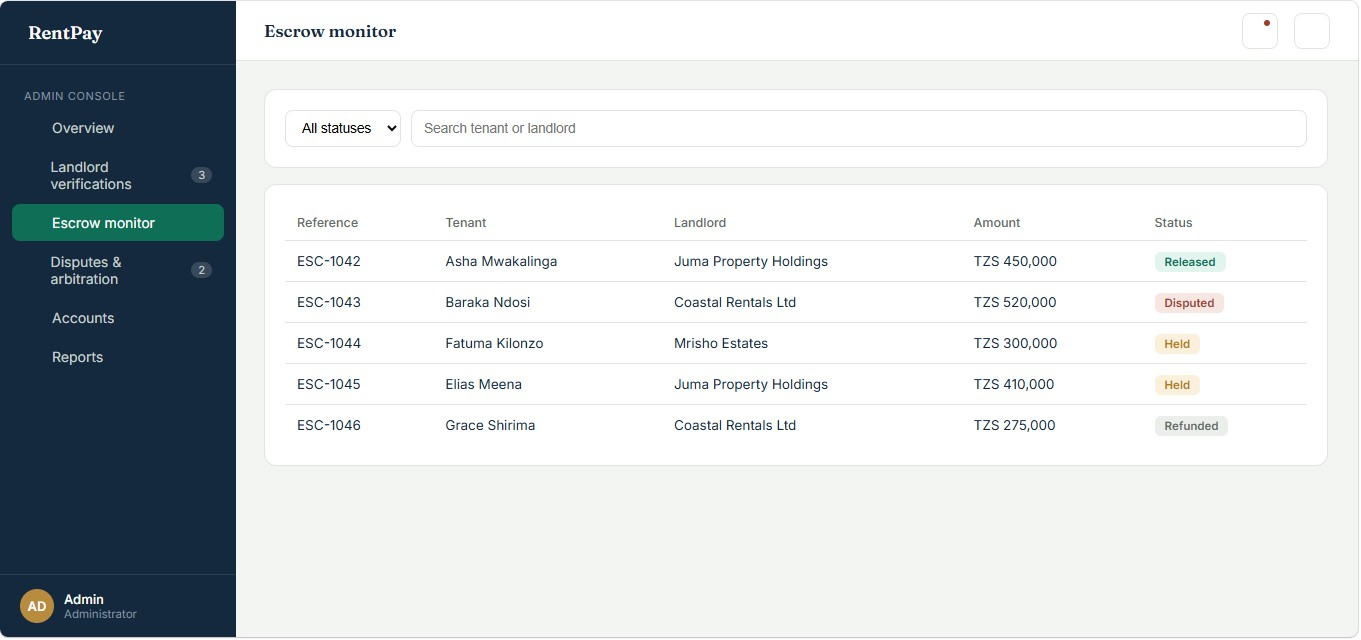 RentPay
Escrow monitor
ADMIN CONSOLE
Overview
Landlord
verifications 3
Escrow monitor
Disputes &
arbitration 2
Accounts
Reports
AD Admin
Administrator
All statuses Search tenant or landlord
Reference Tenant Landlord Amount Status
ESC-1042 Asha Mwakalinga Juma Property Holdings TZS 450,000 Released
ESC-1043 Baraka Ndosi Coastal Rentals Ltd TZS 520,000 Disputed
ESC-1044 Fatuma Kilonzo Mrisho Estates TZS 300,000 Held
ESC-1045 Elias Meena Juma Property Holdings TZS 410,000 Held
ESC-1046 Grace Shirima Coastal Rentals Ltd TZS 275,000 Refunded